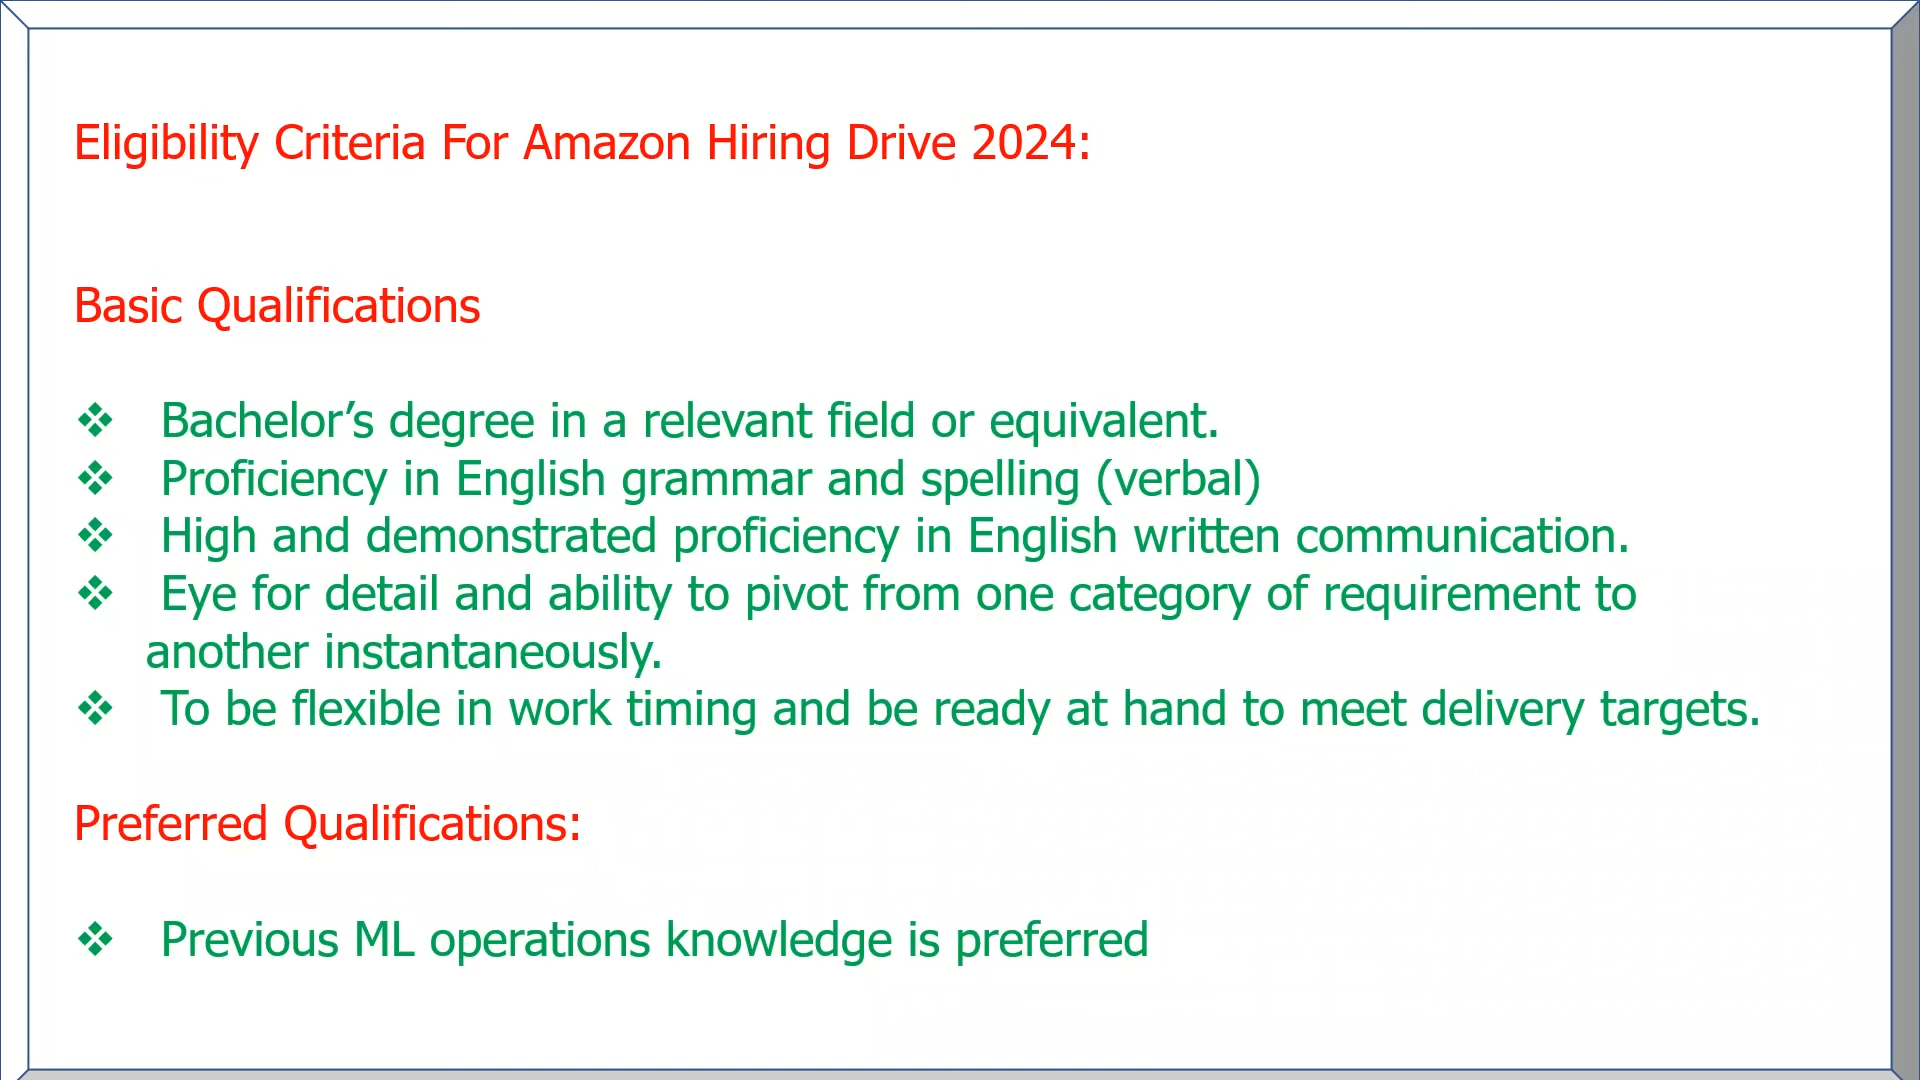 Eligibility Criteria For Amazon Hiring Drive 2024:
Basic Qualifications
❖ Bachelor’s degree in a relevant field or equivalent.
❖ Proficiency in English grammar and spelling (verbal)
❖ High and demonstrated proficiency in English written communication.
❖ Eye for detail and ability to pivot from one category of requirement to
another instantaneously.
❖ To be flexible in work timing and be ready at hand to meet delivery targets.
Preferred Qualifications:
❖ Previous ML operations knowledge is preferred